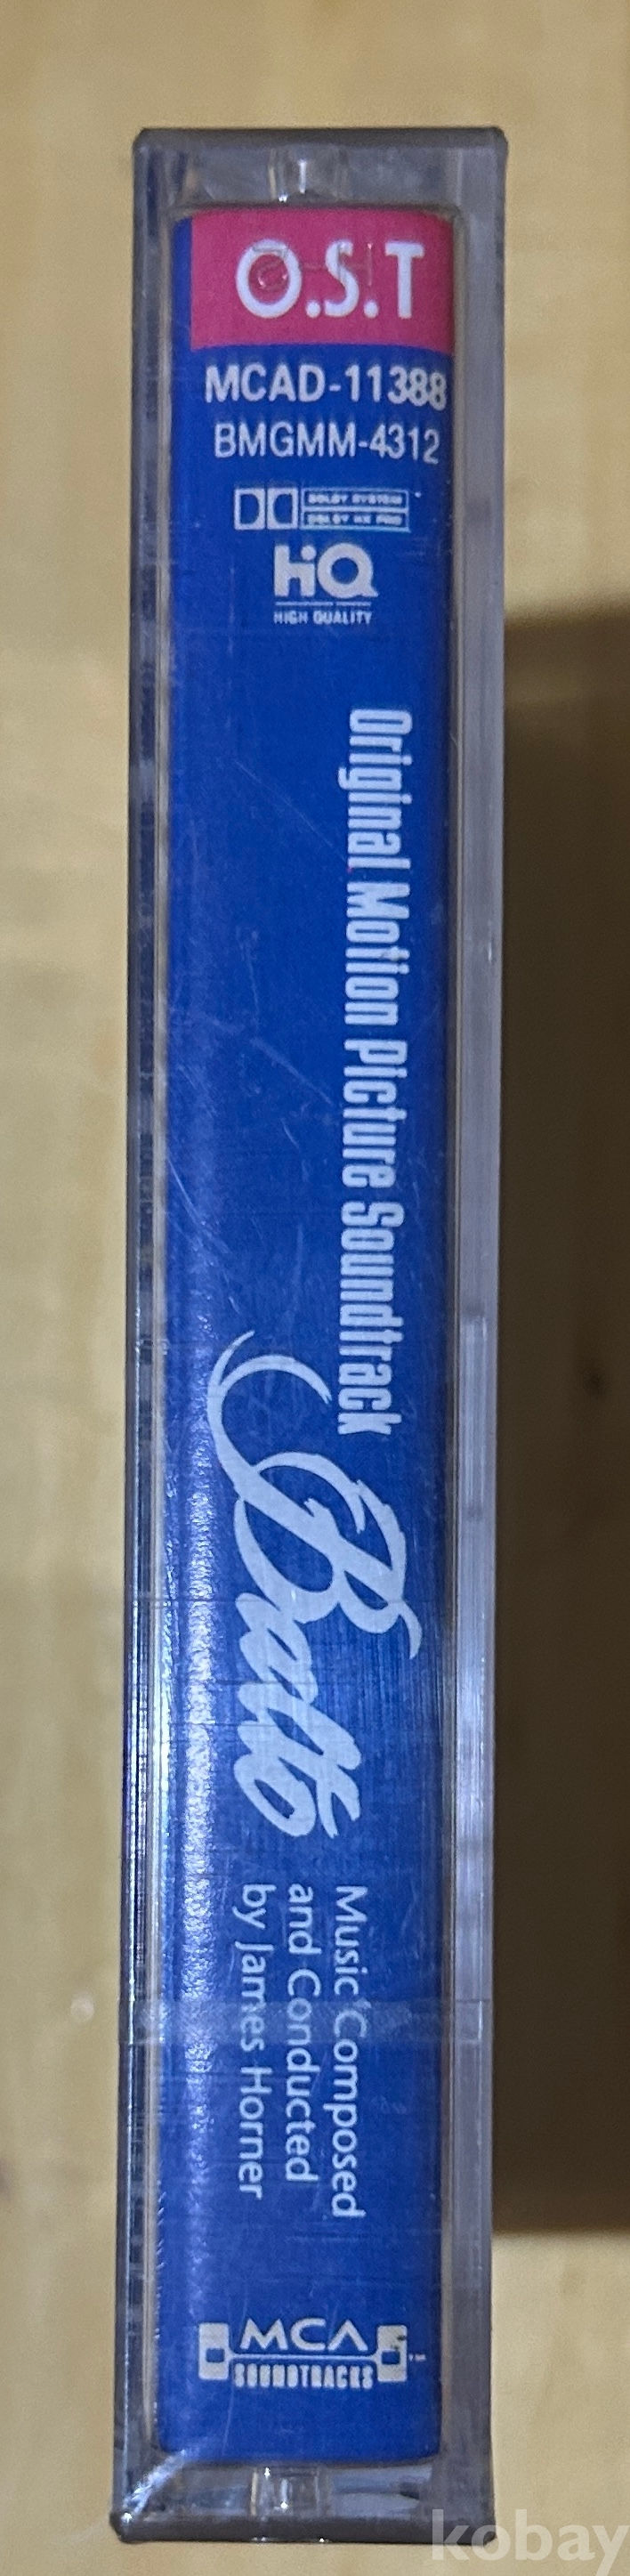 O.S.T
MCAD-11388
BMGMM-4312
DOLBY SYSTEM
DOLBY HX PRO
HiQ
HIGH QUALITY
Original Motion Picture Soundtrack
Balto
Music Composed
and Conducted
by James Horner
MCA
SOUNDTRACKS
kobay